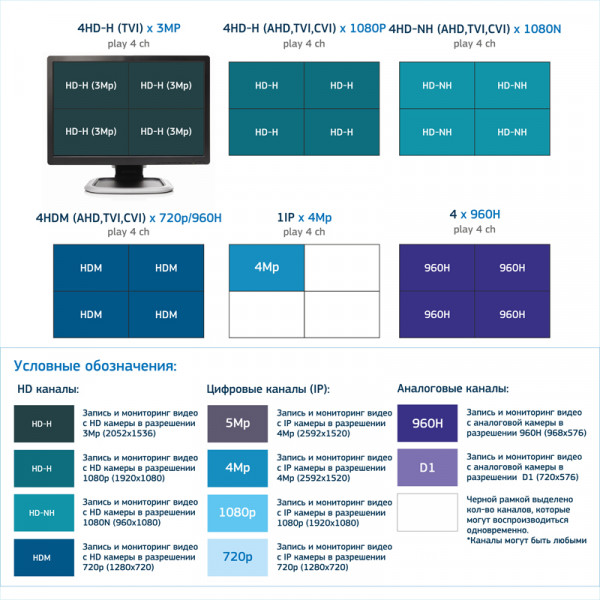 4HD-H (TVI) x 3MP
play 4 ch
4HD-H (AHD,TVI,CVI) x 1080P
play 4 ch
4HD-NH (AHD,TVI,CVI) x 1080N
play 4 ch
HD-H (3Mp) HD-H (3Mp)
HD-H (3Mp) HD-H (3Mp)
HD-H HD-H
HD-H HD-H
HD-NH HD-NH
HD-NH HD-NH
4HDM (AHD,TVI,CVI) x 720p/960H
play 4 ch
1IP x 4Mp
play 4 ch
4 x 960H
play 4 ch
HDM HDM
HDM HDM
4Mp
960H 960H
960H 960H
Условные обозначения:
HD каналы:
HD-H
Запись и мониторинг видео
с HD камеры в разрешении
3Mp (2052x1536)
HD-H
Запись и мониторинг видео
с HD камеры в разрешении
1080p (1920x1080)
HD-NH
Запись и мониторинг видео
с HD камеры в разрешении
1080N (960x1080)
HDM
Запись и мониторинг видео
с HD камеры в разрешении
720p (1280x720)
Цифровые каналы (IP):
5Mp
Запись и мониторинг видео
с IP камеры в разрешении
4Mp (2592x1520)
4Mp
Запись и мониторинг видео
с IP камеры в разрешении
4Mp (2592x1520)
1080p
Запись и мониторинг видео
с IP камеры в разрешении
1080p (1920x1080)
720p
Запись и мониторинг видео
с IP камеры в разрешении
720p (1280x720)
Аналоговые каналы:
960H
Запись и мониторинг видео
с аналоговой камеры в
разрешении 960H (968x576)
D1
Запись и мониторинг видео
с аналоговой камеры в
разрешении D1 (720x576)
Черной рамкой выделено
кол-во каналов, которые
могут воспроизводиться
одновременно.
*Каналы могут быть любыми